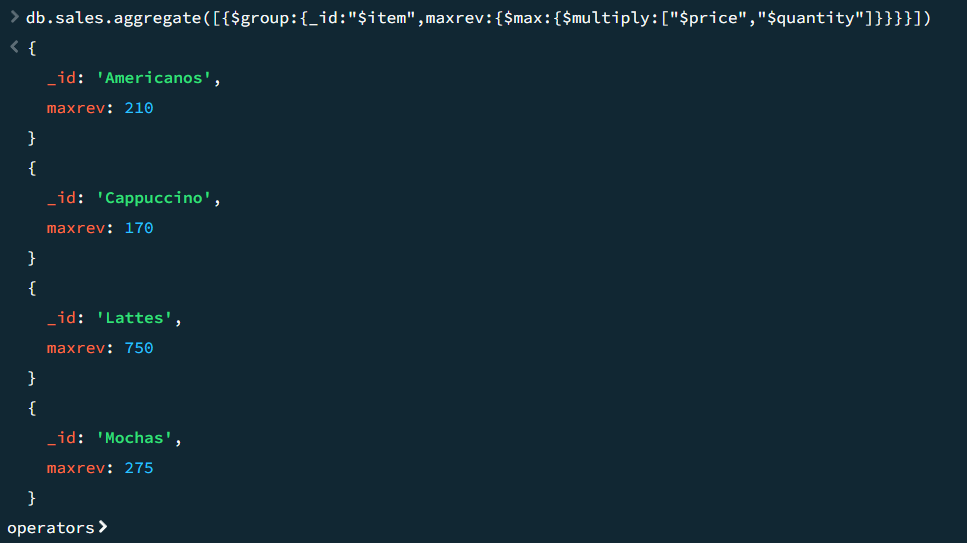 > db.sales.aggregate([{$group:{_id:"$item",maxrev:{$max:{$multiply:["$price","$quantity"]}}}}])
< {
_id: 'Americanos',
maxrev: 210
}
{
_id: 'Cappuccino',
maxrev: 170
}
{
_id: 'Lattes',
maxrev: 750
}
{
_id: 'Mochas',
maxrev: 275
}
operators>